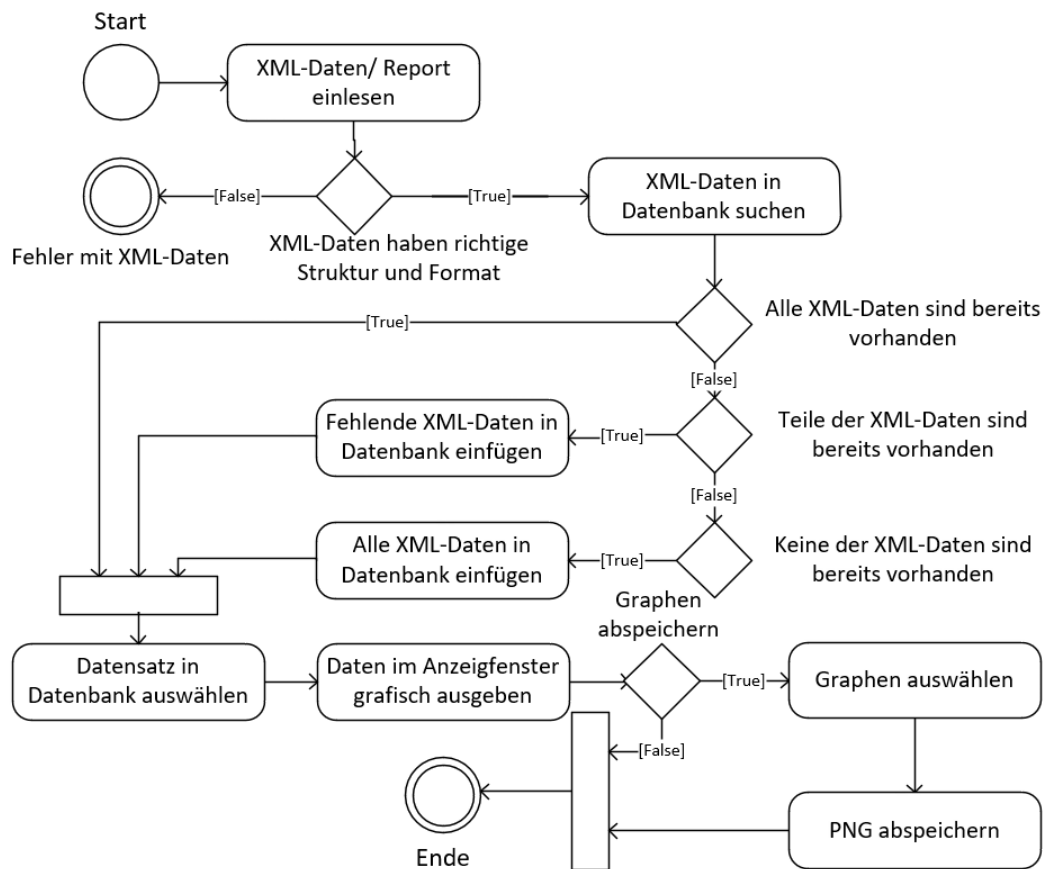 Start
XML-Daten/ Report
einlesen
[False]
[True]
XML-Daten in
Datenbank suchen
Fehler mit XML-Daten
XML-Daten haben richtige
Struktur und Format
Alle XML-Daten sind bereits
vorhanden
[True]
[False]
Fehlende XML-Daten in
Datenbank einfügen
[True]
Teile der XML-Daten sind
bereits vorhanden
[False]
Alle XML-Daten in
Datenbank einfügen
[True]
Keine der XML-Daten sind
bereits vorhanden
Graphen
abspeichern
Datensatz in
Datenbank auswählen
Daten im Anzeigfenster
grafisch ausgeben
[True]
Graphen auswählen
[False]
PNG abspeichern
Ende